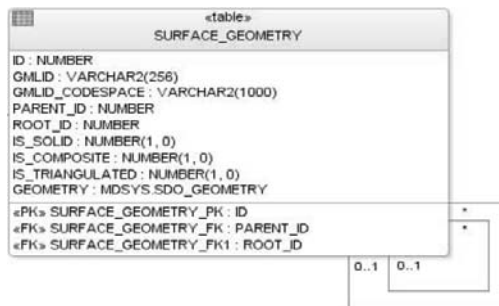 «table»
SURFACE_GEOMETRY
ID : NUMBER
GMLID : VARCHAR2(256)
GMLID_CODESPACE : VARCHAR2(1000)
PARENT_ID : NUMBER
ROOT_ID : NUMBER
IS_SOLID : NUMBER(1, 0)
IS_COMPOSITE : NUMBER(1, 0)
IS_TRIANGULATED : NUMBER(1, 0)
GEOMETRY : MDSYS.SDO_GEOMETRY
«PK» SURFACE_GEOMETRY_PK : ID
«FK» SURFACE_GEOMETRY_FK : PARENT_ID
«FK» SURFACE_GEOMETRY_FK1 : ROOT_ID
*
*
0..1 0..1